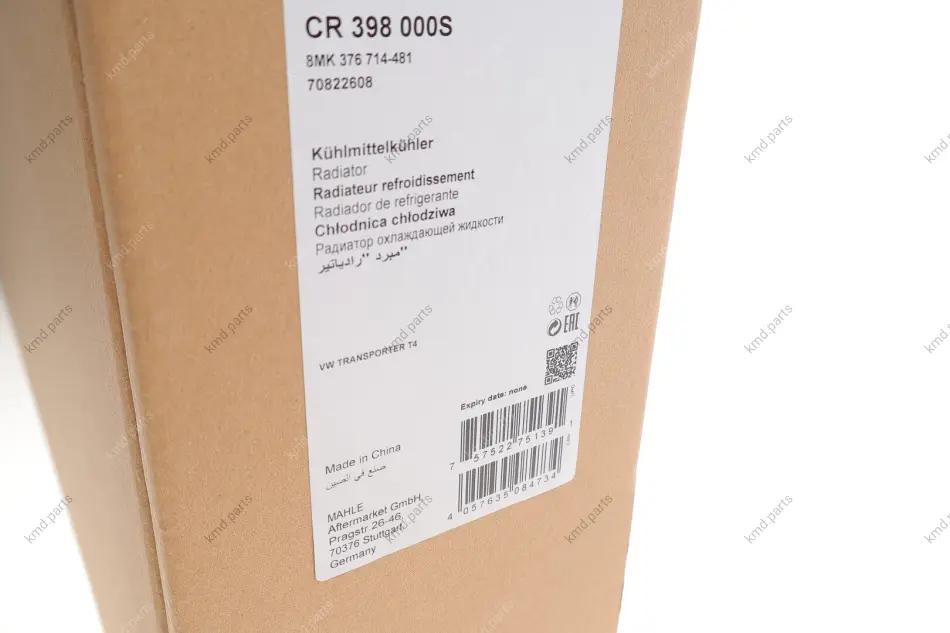 CR 398 000S
8MK 376 714-481
70822608
Kühlmittelkühler
Radiator
Radiateur refroidissement
Radiador de refrigerante
Chłodnica chłodziwa
Радиатор охлаждающей жидкости
مبرد "رادياتير"
EAC
VW TRANSPORTER T4
Expiry date: none
7 57522 75139 1
Made in China
صنع في الصين
4 057635 084734
MAHLE
Aftermarket GmbH
Pragstr. 26-46
70376 Stuttgart
Germany
kmd.parts